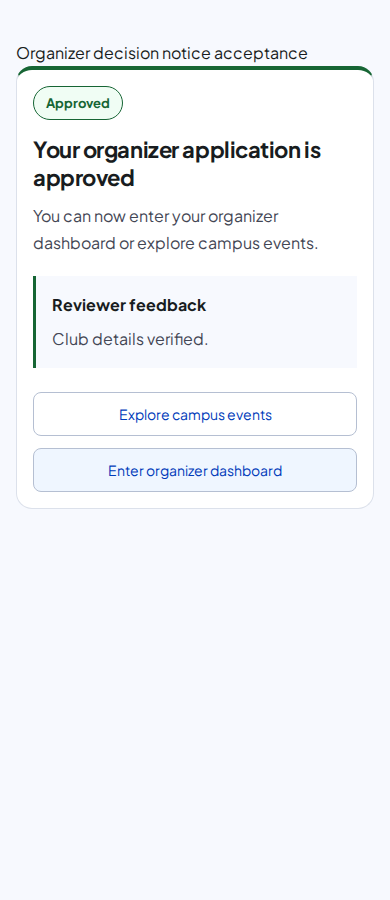 Organizer decision notice acceptance
Approved
Your organizer application is
approved
You can now enter your organizer
dashboard or explore campus events.
Reviewer feedback
Club details verified.
Explore campus events
Enter organizer dashboard